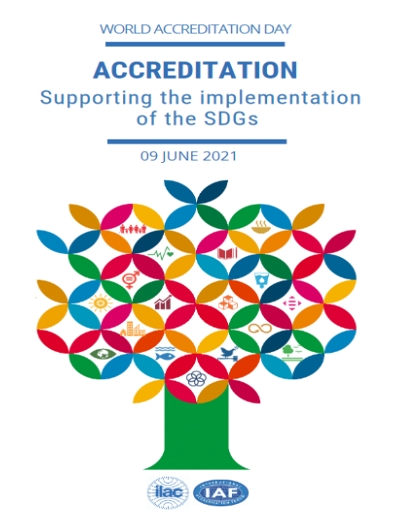 WORLD ACCREDITATION DAY
ACCREDITATION
Supporting the implementation
of the SDGs
09 JUNE 2021
ilac
IAF